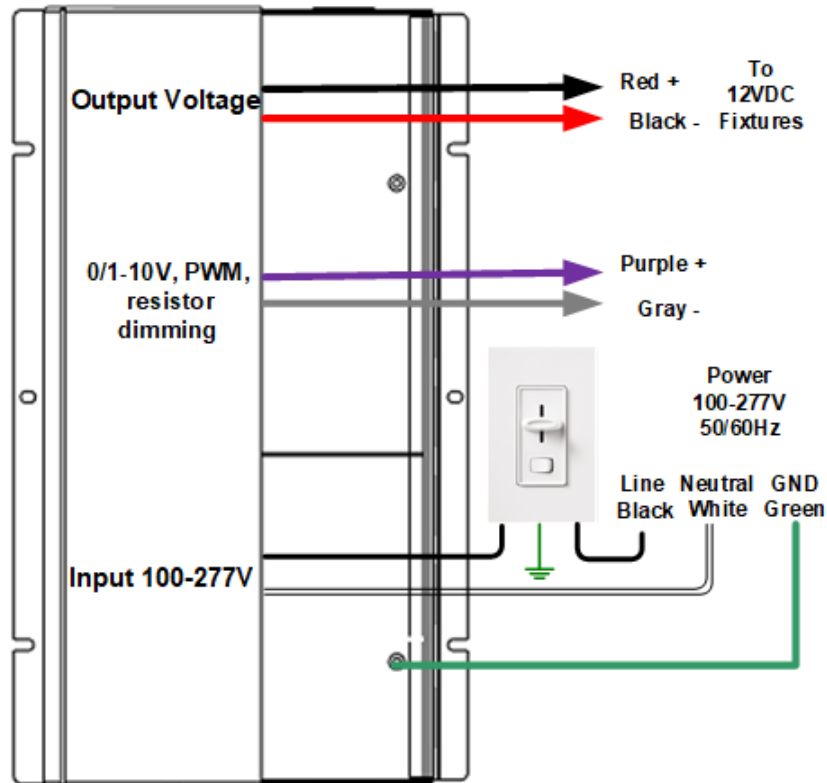 Output Voltage
Red +
Black -
To
12VDC
Fixtures
0/1-10V, PWM,
resistor
dimming
Purple +
Gray -
Power
100-277V
50/60Hz
Line
Black
Neutral
White
GND
Green
Input 100-277V